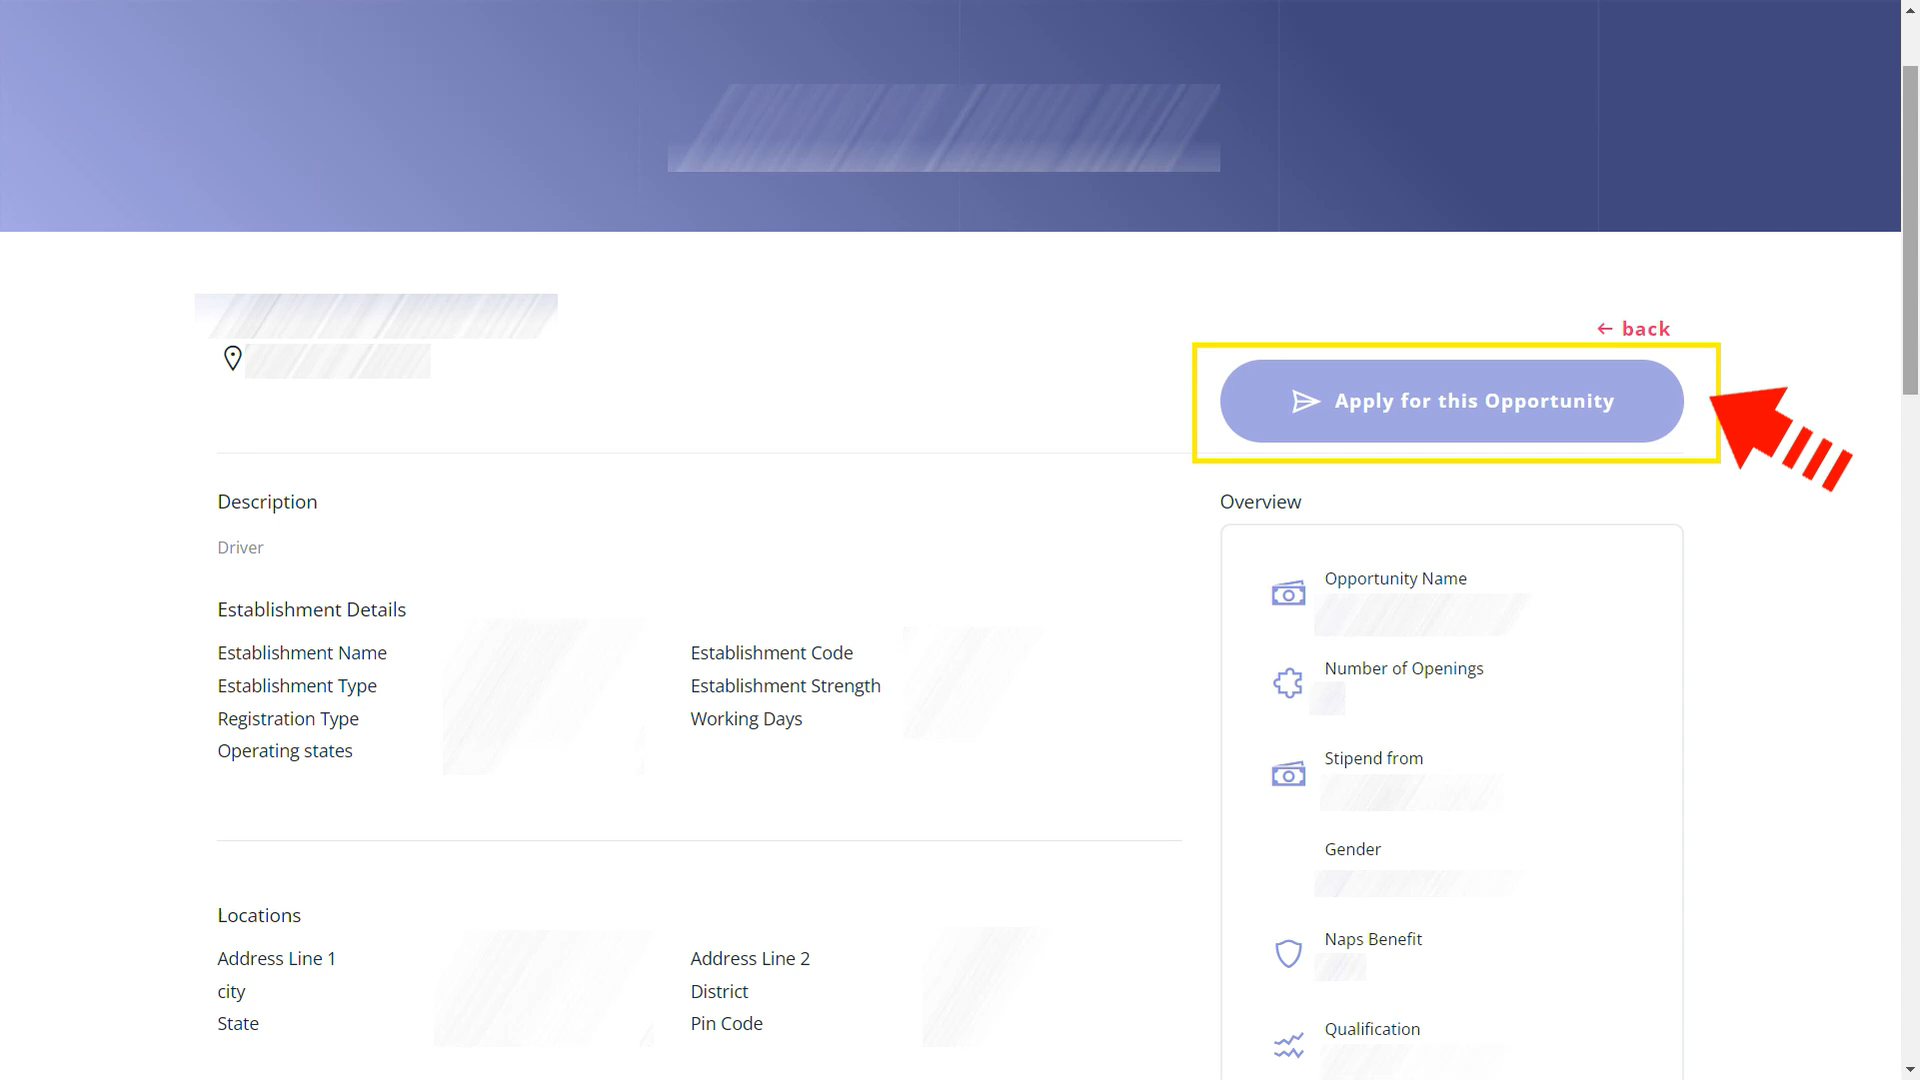 ← back
Apply for this Opportunity
Description
Driver
Establishment Details
Establishment Name
Establishment Type
Registration Type
Operating states
Establishment Code
Establishment Strength
Working Days
Locations
Address Line 1
city
State
Address Line 2
District
Pin Code
Overview
Opportunity Name
Number of Openings
Stipend from
Gender
Naps Benefit
Qualification